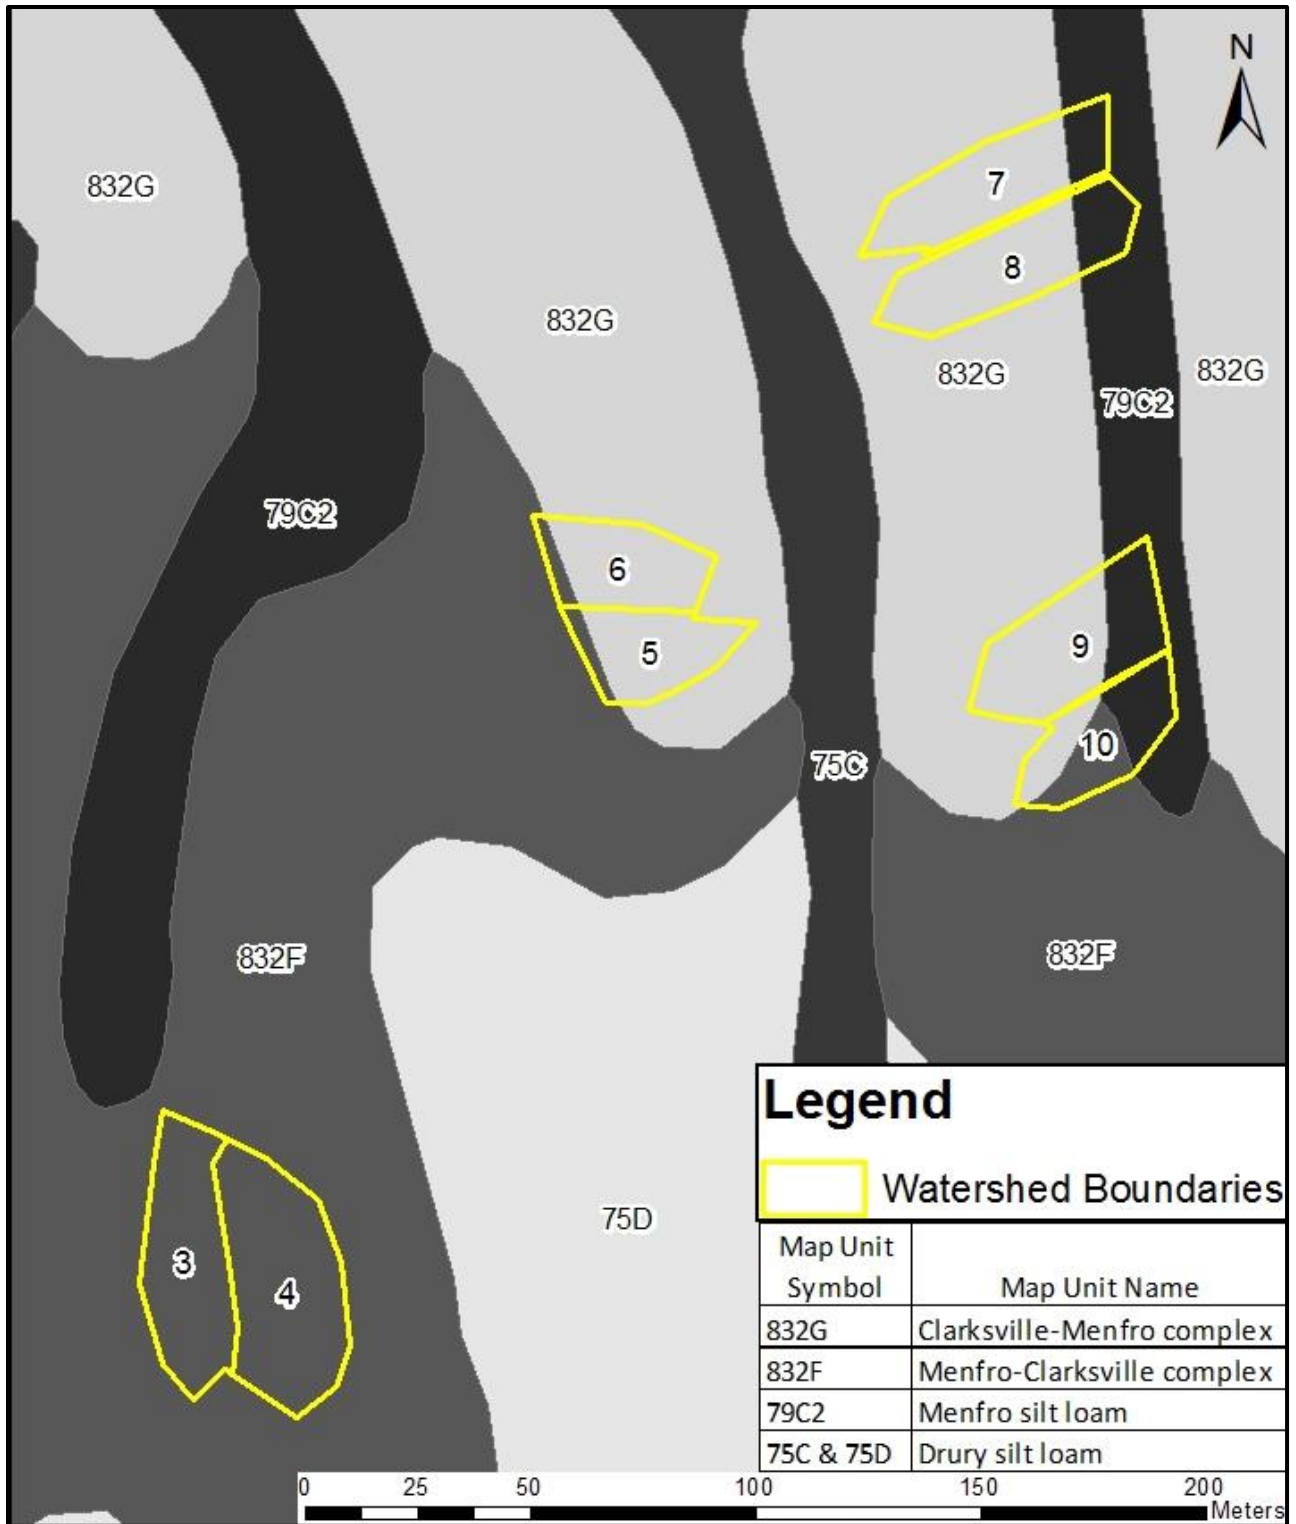 N
832G
7
8
832G
832G
832G
79C2
79C2
6
9
5
10
75C
832F
832F
Legend
Watershed Boundaries
75D
3
4
Map Unit Symbol Map Unit Name
832G Clarksville-Menfro complex
832F Menfro-Clarksville complex
79C2 Menfro silt loam
75C & 75D Drury silt loam
0 25 50 100 150 200
Meters